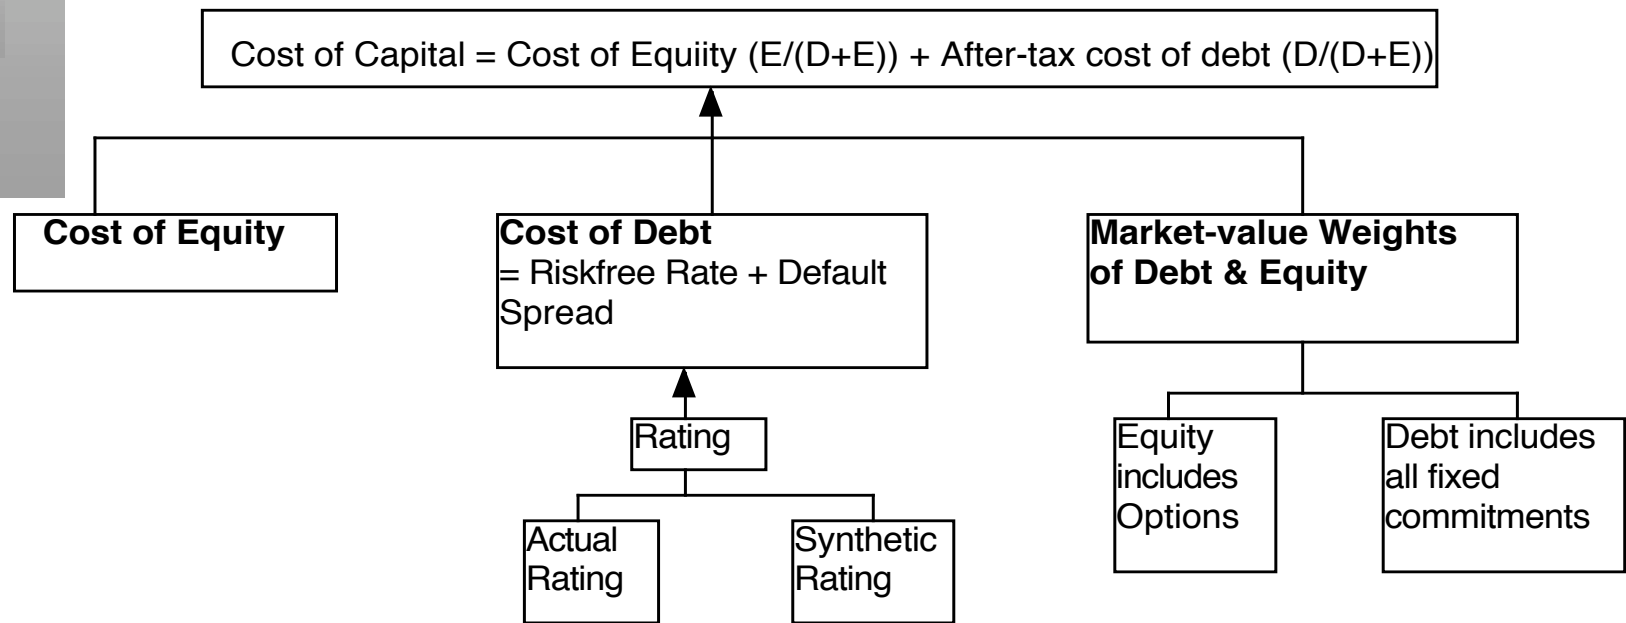 Cost of Capital = Cost of Equiity (E/(D+E)) + After-tax cost of debt (D/(D+E))
Cost of Equity
Cost of Debt
= Riskfree Rate + Default
Spread
Market-value Weights
of Debt & Equity
Rating
Actual
Rating
Synthetic
Rating
Equity
includes
Options
Debt includes
all fixed
commitments